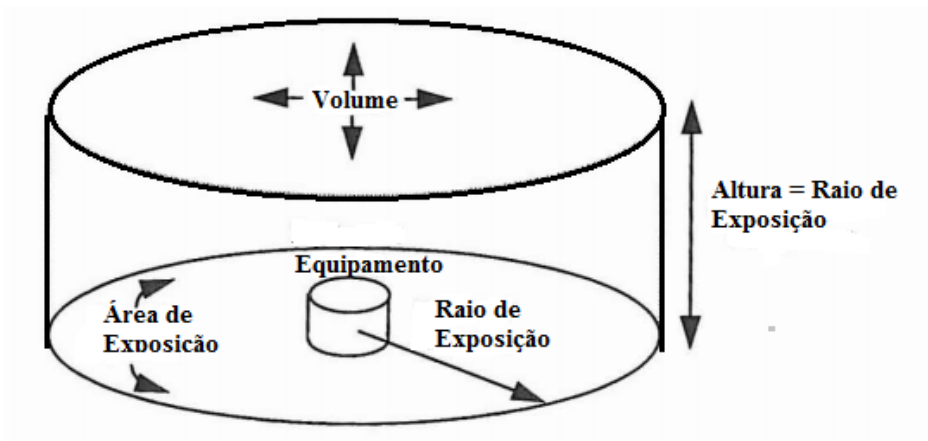 Volume
Altura = Raio de
Exposição
Equipamento
Área de
Exposição
Raio de
Exposição